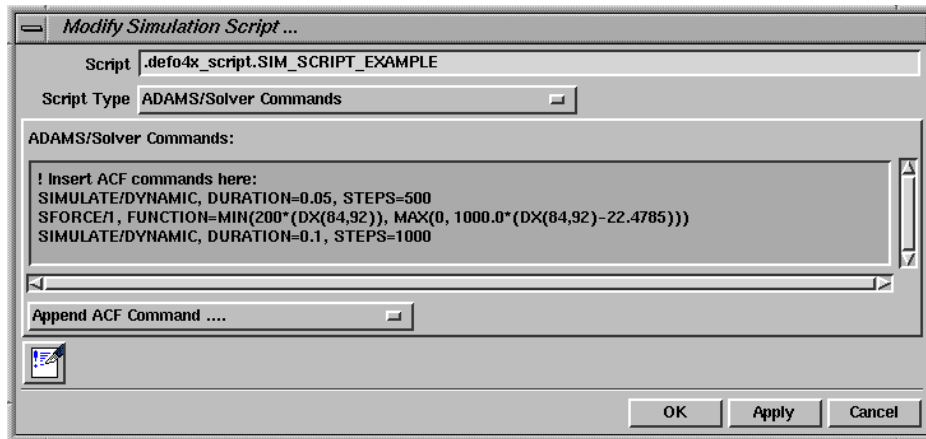 Modify Simulation Script ...
Script .defo4x_script.SIM_SCRIPT_EXAMPLE
Script Type ADAMS/Solver Commands
ADAMS/Solver Commands:
! Insert ACF commands here:
SIMULATE/DYNAMIC, DURATION=0.05, STEPS=500
SFORCE/1, FUNCTION=MIN(200*(DX(84,92)), MAX(0, 1000.0*(DX(84,92)-22.4785)))
SIMULATE/DYNAMIC, DURATION=0.1, STEPS=1000
Append ACF Command ....
OK Apply Cancel